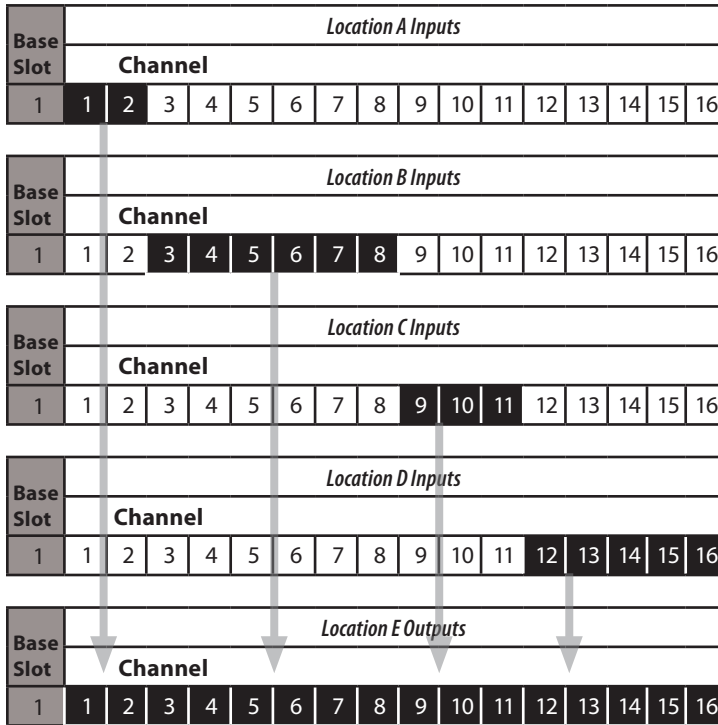 Location A Inputs
Base
Slot
Channel
1 1 2 3 4 5 6 7 8 9 10 11 12 13 14 15 16
Location B Inputs
Base
Slot
Channel
1 1 2 3 4 5 6 7 8 9 10 11 12 13 14 15 16
Location C Inputs
Base
Slot
Channel
1 1 2 3 4 5 6 7 8 9 10 11 12 13 14 15 16
Location D Inputs
Base
Slot
Channel
1 1 2 3 4 5 6 7 8 9 10 11 12 13 14 15 16
Location E Outputs
Base
Slot
Channel
1 1 2 3 4 5 6 7 8 9 10 11 12 13 14 15 16